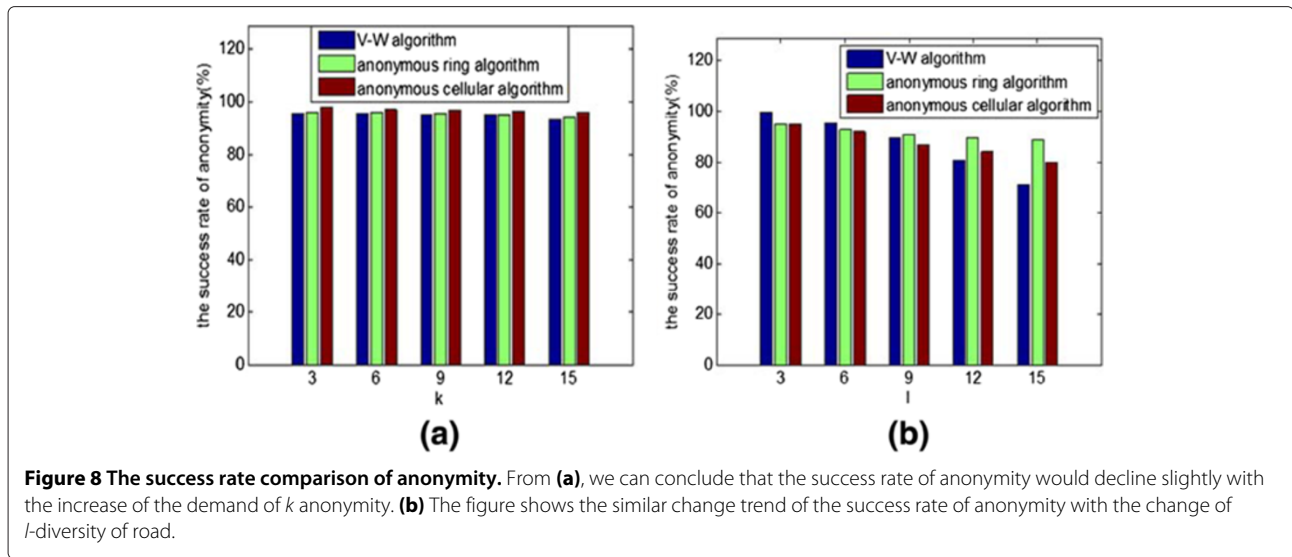 V-W algorithm
anonymous ring algorithm
anonymous cellular algorithm
the success rate of anonymity(%)
120
100
80
60
40
20
0
3 6 9 12 15
k
(a)
V-W algorithm
anonymous ring algorithm
anonymous cellular algorithm
the success rate of anonymity(%)
120
100
80
60
40
20
0
3 6 9 12 15
l
(b)
Figure 8 The success rate comparison of anonymity. From (a), we can conclude that the success rate of anonymity would decline slightly with
the increase of the demand of k anonymity. (b) The figure shows the similar change trend of the success rate of anonymity with the change of
l-diversity of road.